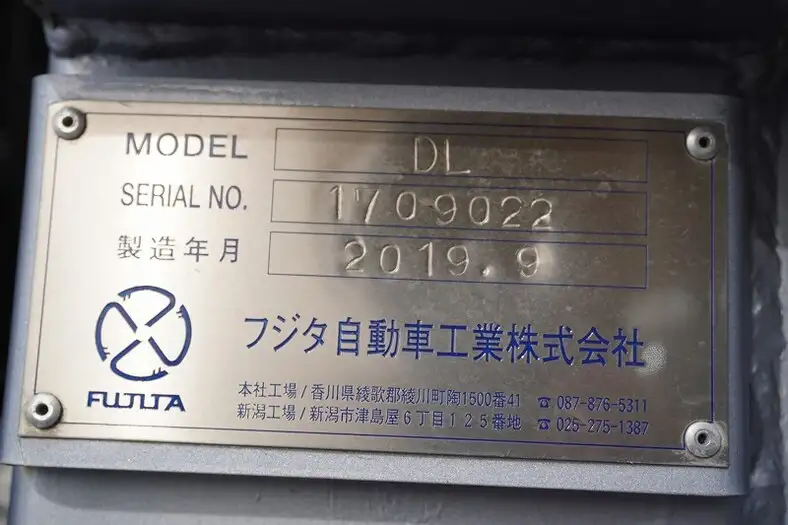 MODEL DL
SERIAL NO. 1709022
製造年月 2019.9
フジタ自動車工業株式会社
FUJITA
本社工場/香川県綾歌郡綾川町陶1500番41 ☎ 087-876-5311
新潟工場/新潟市津島屋6丁目125番地 ☎ 025-275-1387